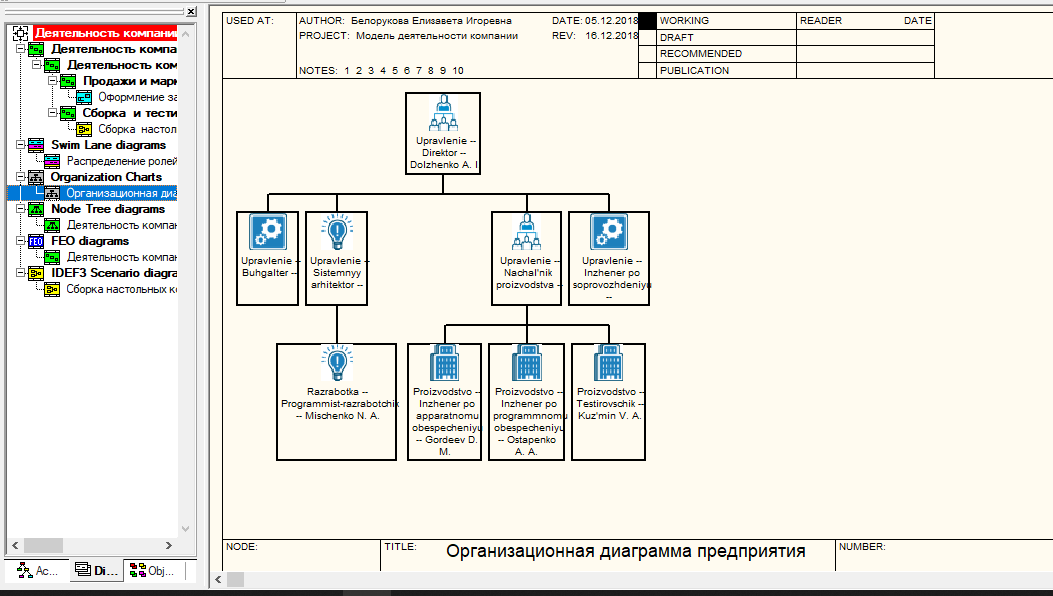 Деятельность компании
Деятельность компа
Деятельность ком
Продажи и марк
Оформление за
Сборка и тести
Сборка настол
Swim Lane diagrams
Распределение ролей
Organization Charts
Организационная диа
Node Tree diagrams
Деятельность компан
FEO diagrams
Деятельность компан
IDEF3 Scenario diagra
Сборка настольных ко
Ac...
Di...
Obj...
USED AT:
AUTHOR: Белорукова Елизавета Игоревна
DATE: 05.12.2018
PROJECT: Модель деятельности компании
REV: 16.12.2018
NOTES: 1 2 3 4 5 6 7 8 9 10
WORKING
DRAFT
RECOMMENDED
PUBLICATION
READER
DATE
Upravlenie --
Direktor --
Dolzhenko A. I
Upravlenie --
Buhgalter --
Upravlenie --
Sistemnyy
arhitektor --
Upravlenie --
Nachal'nik
proizvodstva --
Upravlenie --
Inzhener po
soprovozhdeniyu
--
Razrabotka --
Programmist-razrabotchik
-- Mischenko N. A.
Proizvodstvo --
Inzhener po
apparatnomu
obespecheniyu
-- Gordeev D.
M.
Proizvodstvo --
Inzhener po
programmnomu
obespecheniyu
-- Ostapenko
A. A.
Proizvodstvo --
Testirovschik --
Kuz'min V. A.
NODE:
TITLE:
Организационная диаграмма предприятия
NUMBER: